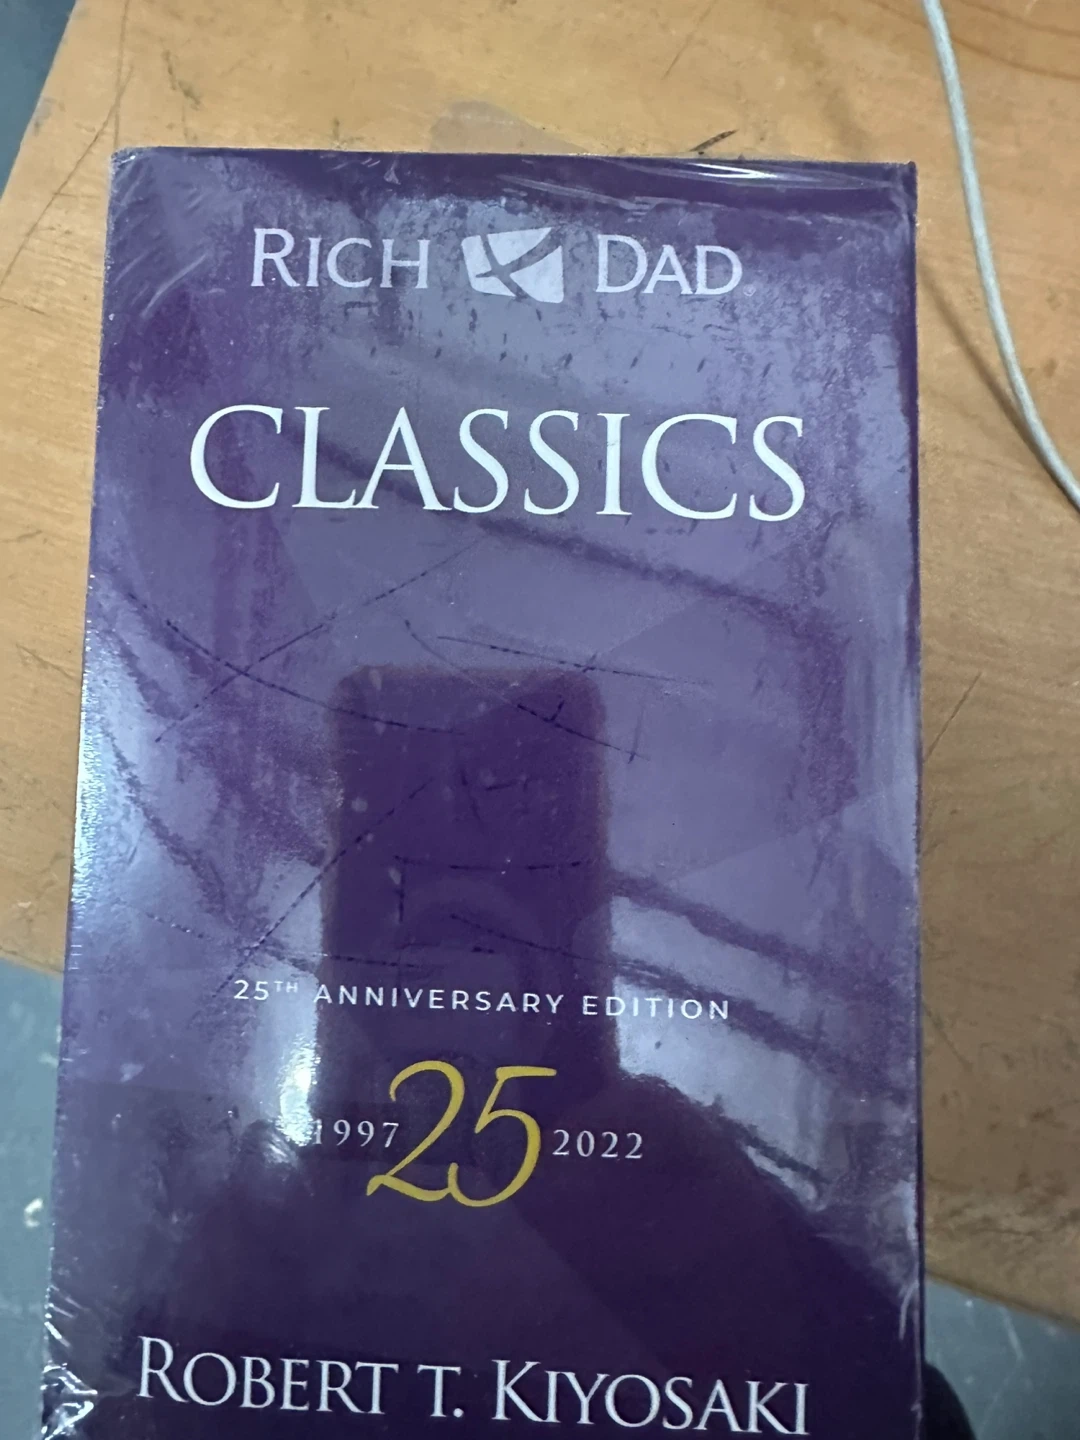 RICH DAD
CLASSICS
25TH ANNIVERSARY EDITION
1997 25 2022
ROBERT T. KIYOSAKI